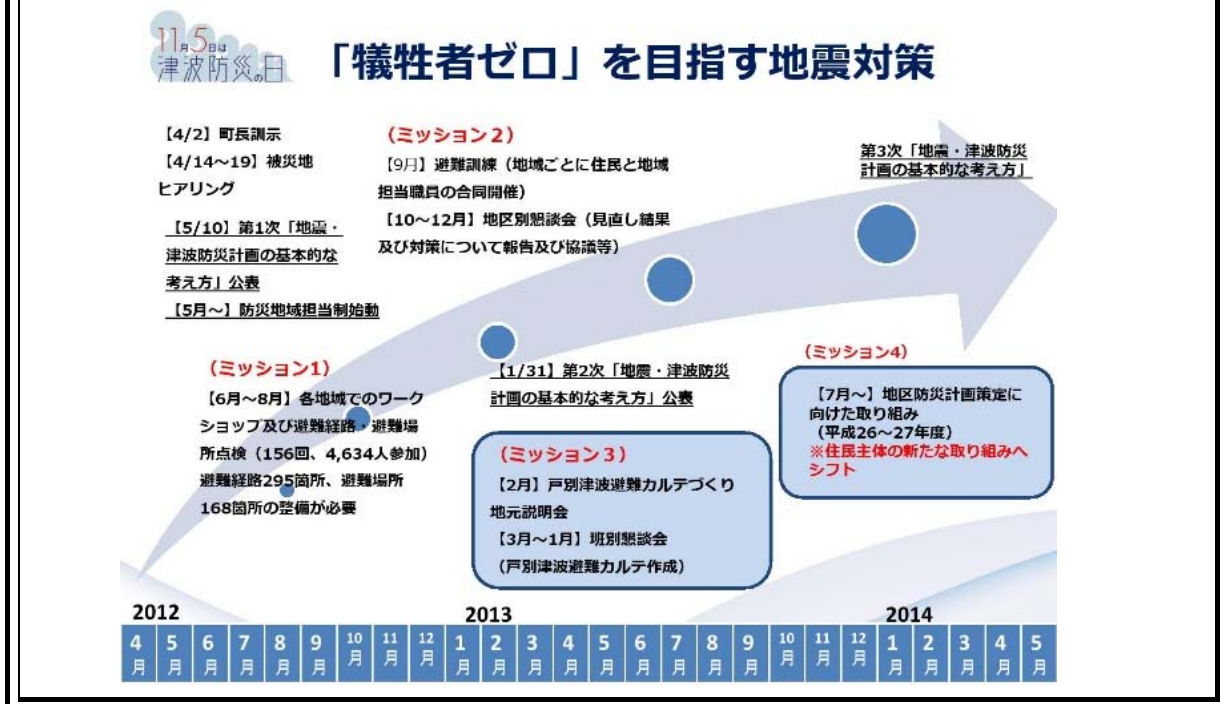 11月5日は
津波防災の日
「犠牲者ゼロ」を目指す地震対策
【4/2】町長訓示
【4/14～19】被災地
ヒアリング
【5/10】第1次「地震・
津波防災計画の基本的な
考え方」公表
【5月～】防災地域担当制始動
（ミッション2）
【9月】避難訓練（地域ごとに住民と地域
担当職員の合同開催）
【10～12月】地区別懇談会（見直し結果
及び対策について報告及び協議等）
第3次「地震・津波防災
計画の基本的な考え方」
（ミッション1）
【6月～8月】各地域でのワーク
ショップ及び避難経路・避難場
所点検（156回、4,634人参加）
避難経路295箇所、避難場所
168箇所の整備が必要
【1/31】第2次「地震・津波防災
計画の基本的な考え方」公表
（ミッション3）
【2月】戸別津波避難カルテづくり
地元説明会
【3月～1月】班別懇談会
（戸別津波避難カルテ作成）
（ミッション4）
【7月～】地区防災計画策定に
向けた取り組み
（平成26～27年度）
※住民主体の新たな取り組みへ
シフト
2012 2013 2014
4月 5月 6月 7月 8月 9月 10月 11月 12月 1月 2月 3月 4月 5月 6月 7月 8月 9月 10月 11月 12月 1月 2月 3月 4月 5月